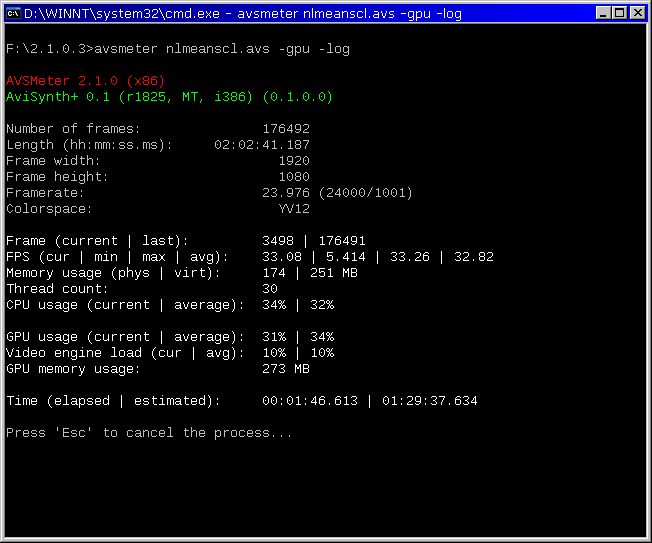 D:\WINNT\system32\cmd.exe - avsmeter nlmeanscl.avs -gpu -log
F:\2.1.0.3>avsmeter nlmeanscl.avs -gpu -log
AVSMeter 2.1.0 (x86)
AviSynth+ 0.1 (r1825, MT, i386) (0.1.0.0)
Number of frames: 176492
Length (hh:mm:ss.ms): 02:02:41.187
Frame width: 1920
Frame height: 1080
Framerate: 23.976 (24000/1001)
Colorspace: YV12
Frame (current | last): 3498 | 176491
FPS (cur | min | max | avg): 33.08 | 5.414 | 33.26 | 32.82
Memory usage (phys | virt): 174 | 251 MB
Thread count: 30
CPU usage (current | average): 34% | 32%
GPU usage (current | average): 31% | 34%
Video engine load (cur | avg): 10% | 10%
GPU memory usage: 273 MB
Time (elapsed | estimated): 00:01:46.613 | 01:29:37.634
Press 'Esc' to cancel the process...